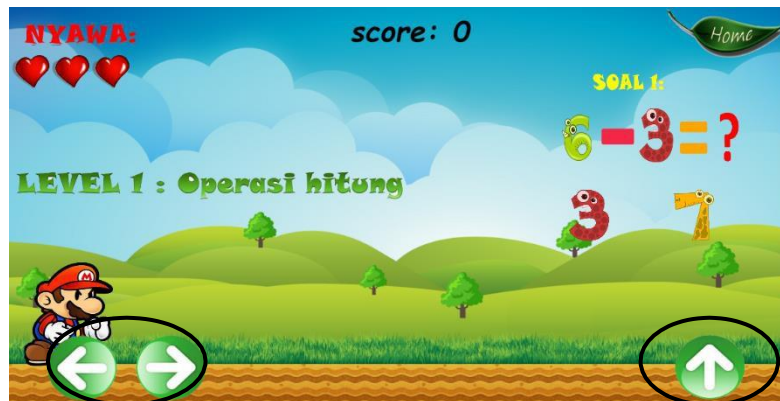 NYAWA:
score: 0
Home
SOAL 1:
6-3=?
LEVEL 1 : Operasi hitung
3 7